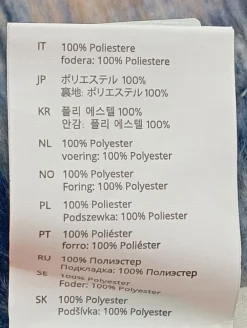 IT 100% Poliestere
fodera: 100% Poliestere
JP ポリエステル 100%
裏地: ポリエステル 100%
KR 폴리 에스텔 100%
안감: 폴리 에스텔 100%
NL 100% Polyester
voering: 100% Polyester
NO 100% Polyester
Foring: 100% Polyester
PL 100% Poliester
Podszewka: 100% Poliester
PT 100% Poliéster
forro: 100% Poliéster
RU 100% Полиэстер
Подкладка: 100% Полиэстер
SE 100% Polyester
Foder: 100% Polyester
SK 100% Polyester
Podšívka: 100% Polyester